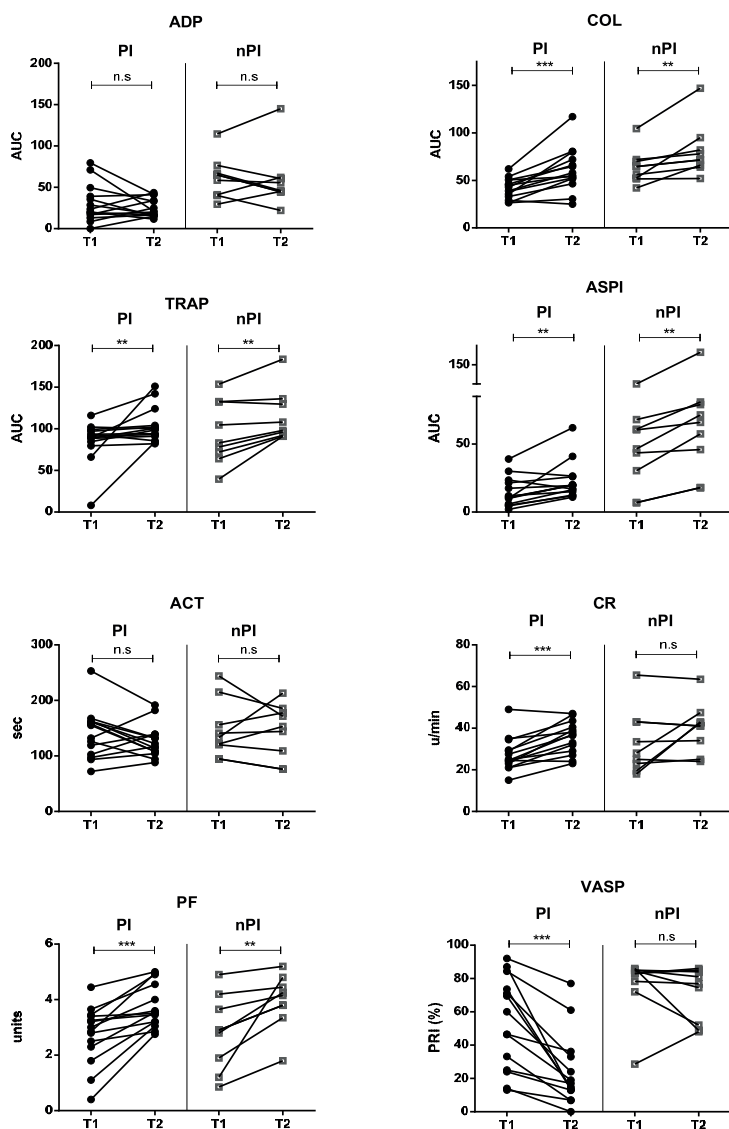 ADP
PI nPI
n.s n.s
200
150
100
50
0
AUC
T1 T2 T1 T2
COL
PI nPI
*** **
150
100
50
0
AUC
T1 T2 T1 T2
TRAP
PI nPI
** **
200
150
100
50
0
AUC
T1 T2 T1 T2
ASPI
PI nPI
** **
150
50
0
AUC
T1 T2 T1 T2
ACT
PI nPI
n.s n.s
300
200
100
0
sec
T1 T2 T1 T2
CR
PI nPI
*** n.s
80
60
40
20
0
u/min
T1 T2 T1 T2
PF
PI nPI
*** **
6
4
2
0
units
T1 T2 T1 T2
VASP
PI nPI
*** n.s
100
80
60
40
20
0
PRI (%)
T1 T2 T1 T2